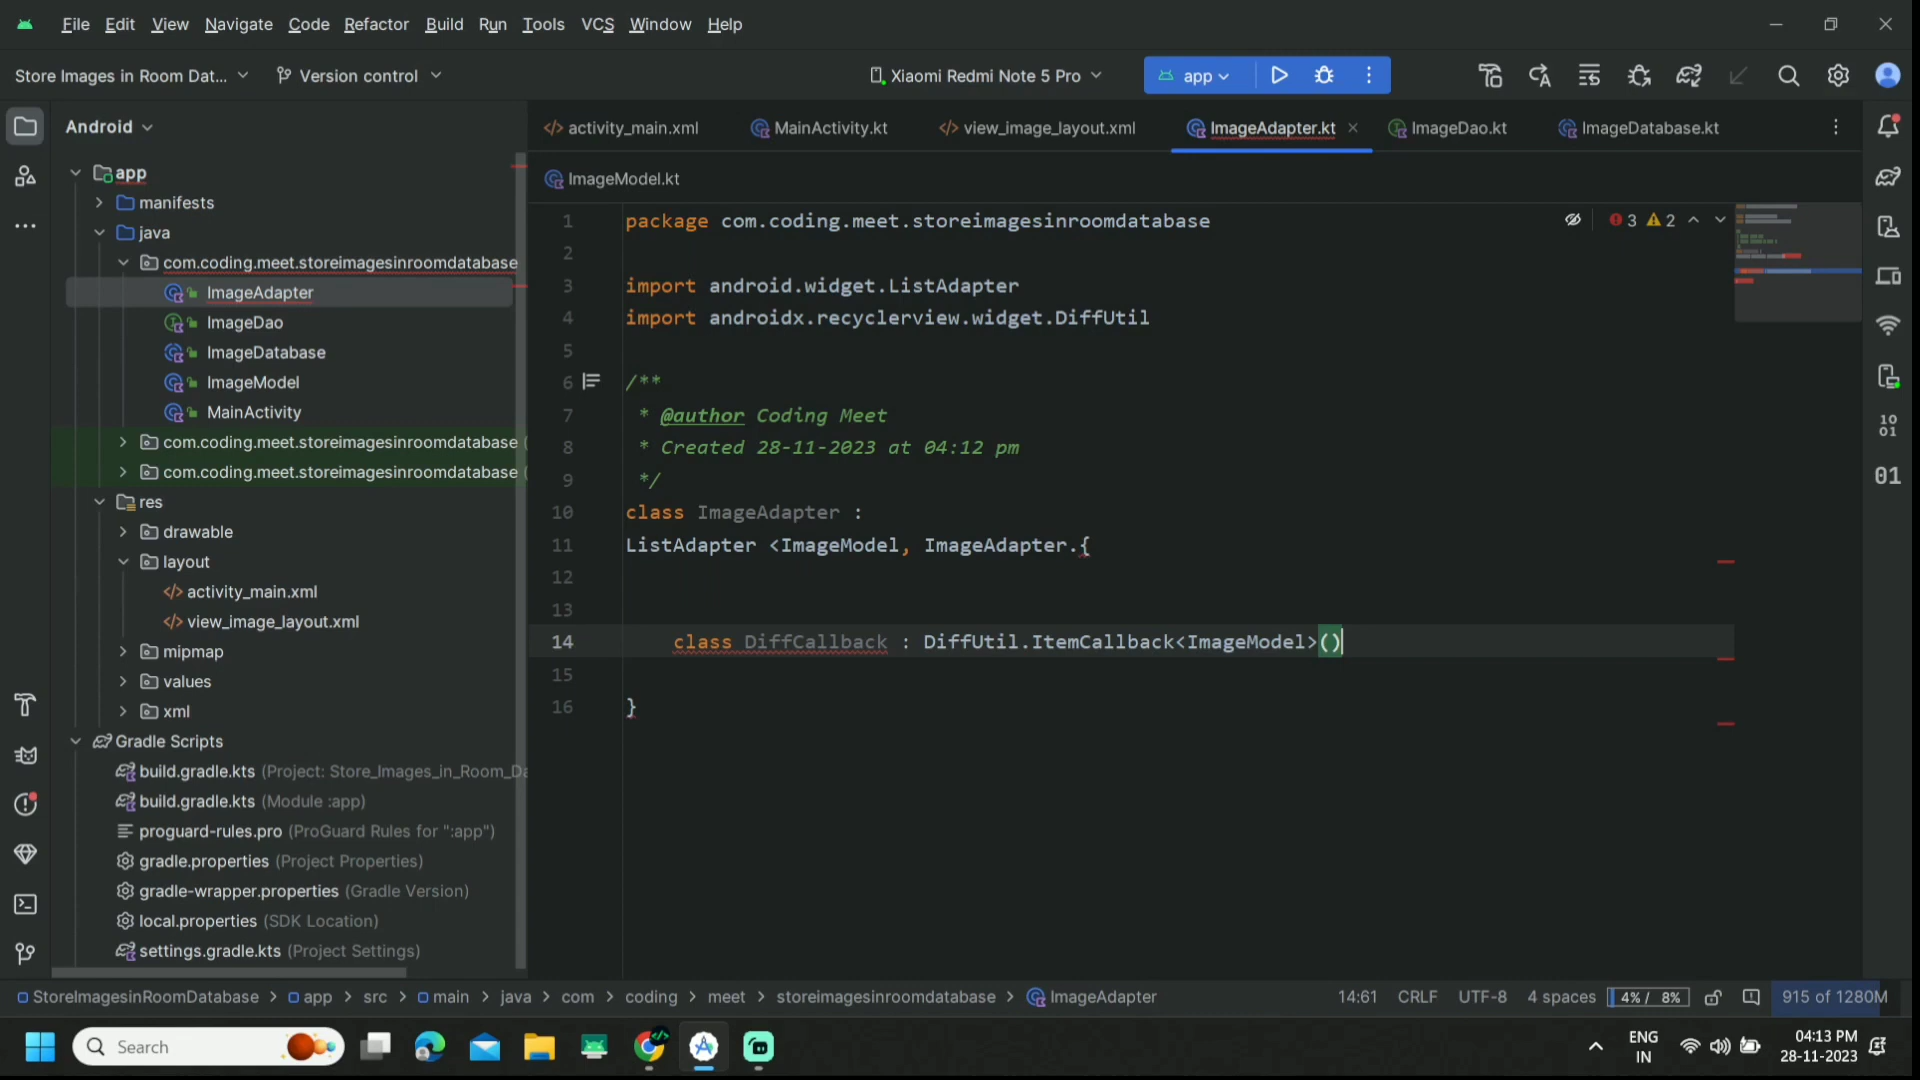 File Edit View Navigate Code Refactor Build Run Tools VCS Window Help
Store Images in Room Dat... Version control Xiaomi Redmi Note 5 Pro app
Android
activity_main.xml MainActivity.kt view_image_layout.xml ImageAdapter.kt ImageDao.kt ImageDatabase.kt
ImageModel.kt
app
manifests
java
com.coding.meet.storeimagesinroomdatabase
ImageAdapter
ImageDao
ImageDatabase
ImageModel
MainActivity
com.coding.meet.storeimagesinroomdatabase (
com.coding.meet.storeimagesinroomdatabase (
res
drawable
layout
activity_main.xml
view_image_layout.xml
mipmap
values
xml
Gradle Scripts
build.gradle.kts (Project: Store_Images_in_Room_Da
build.gradle.kts (Module :app)
proguard-rules.pro (ProGuard Rules for ":app")
gradle.properties (Project Properties)
gradle-wrapper.properties (Gradle Version)
local.properties (SDK Location)
settings.gradle.kts (Project Settings)
1 package com.coding.meet.storeimagesinroomdatabase 3 2
2
3 import android.widget.ListAdapter
4 import androidx.recyclerview.widget.DiffUtil
5
6 /**
7 * @author Coding Meet
8 * Created 28-11-2023 at 04:12 pm
9 */
10 class ImageAdapter :
11 ListAdapter <ImageModel, ImageAdapter.{
12
13
14 class DiffCallback : DiffUtil.ItemCallback<ImageModel>()
15
16 }
10
01
01
StoreImagesinRoomDatabase > app > src > main > java > com > coding > meet > storeimagesinroomdatabase > ImageAdapter 14:61 CRLF UTF-8 4 spaces 4% / 8% 915 of 1280M
Search
ENG
IN
04:13 PM
28-11-2023